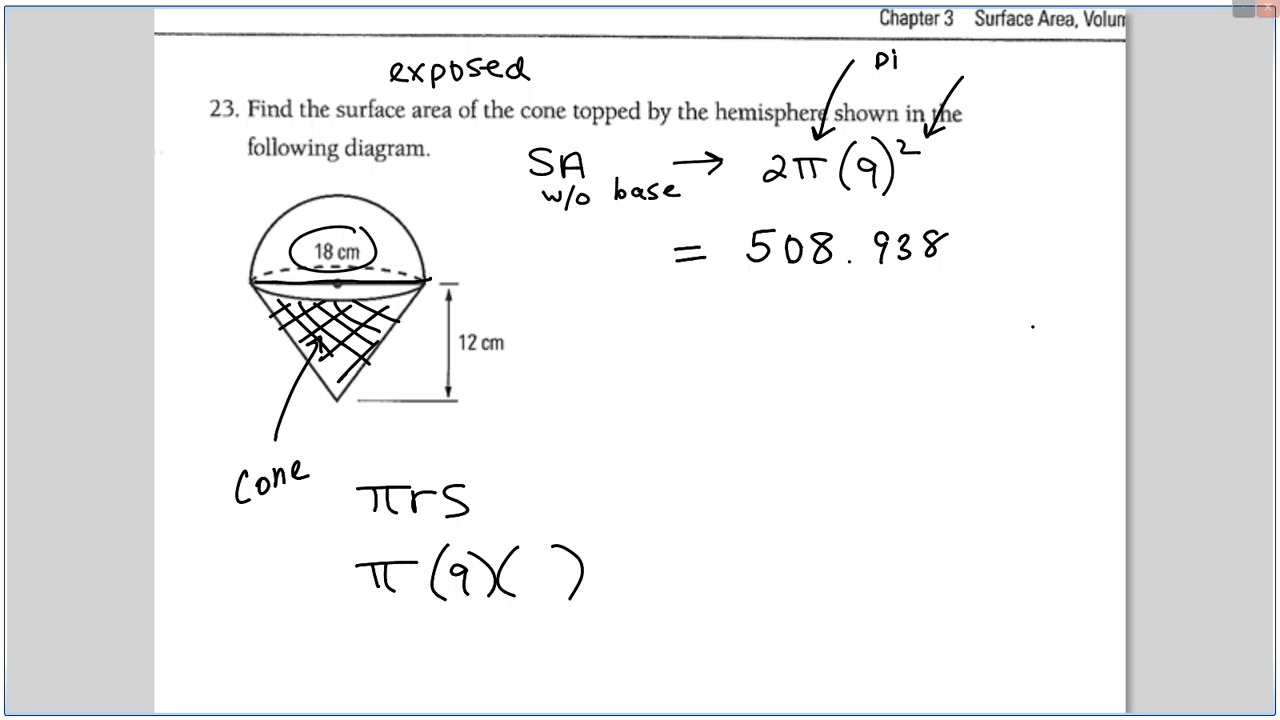 Chapter 3 Surface Area, Volum
exposed
Di
23. Find the surface area of the cone topped by the hemisphere shown in the
following diagram.
SA → 2π(9)²
w/o base
18 cm
= 508.938
12 cm
Cone
πrs
π(9)( )